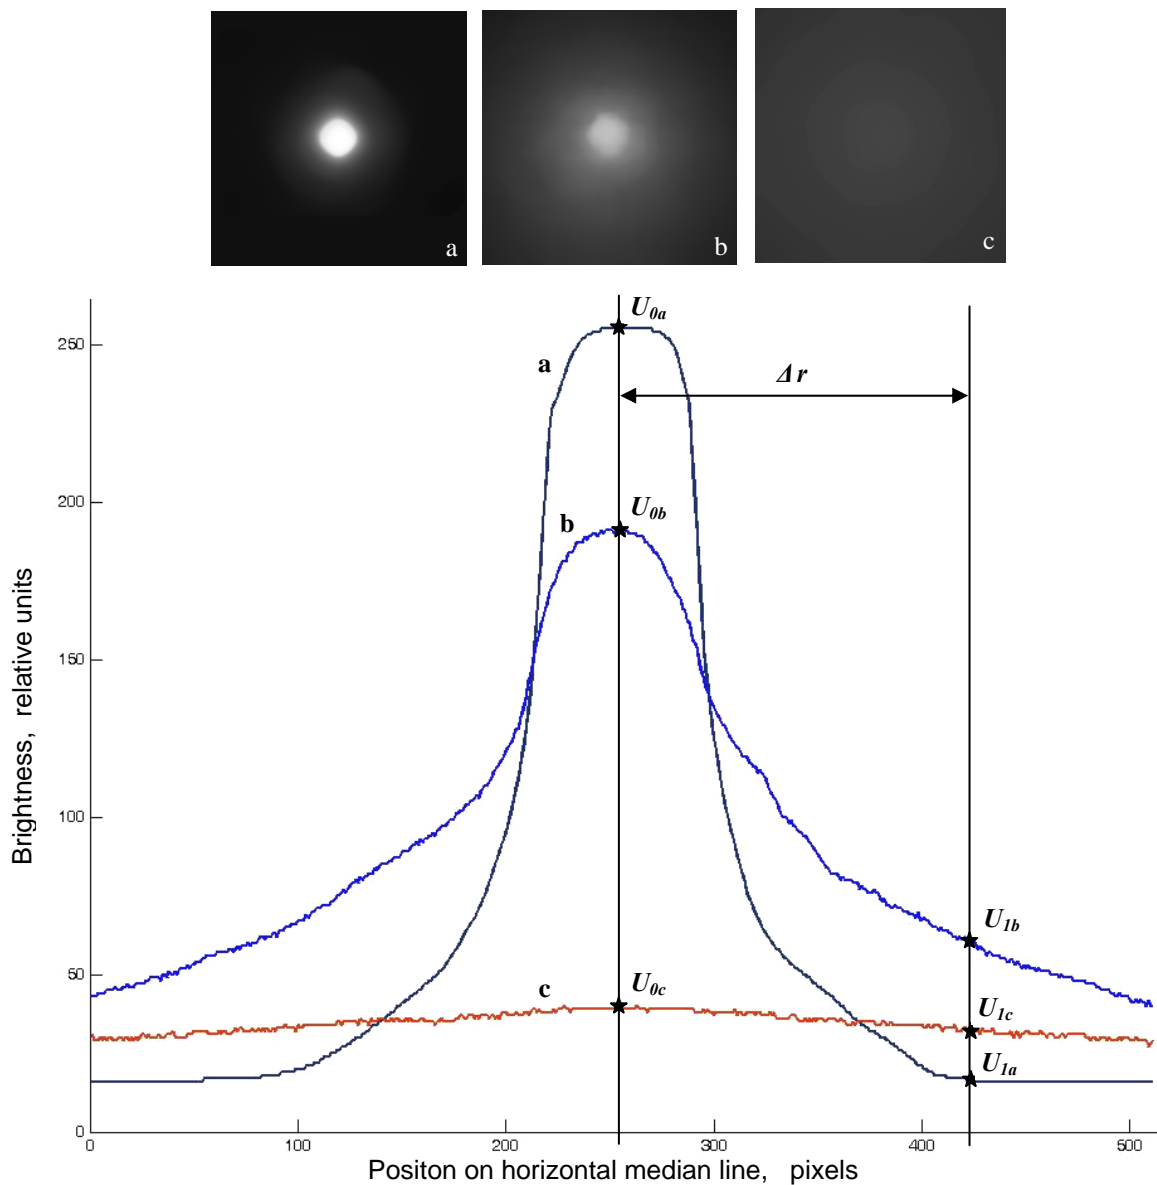 a
b
c
U0a
250
a
Δr
200
U0b
b
150
Brightness, relative units
100
U1b
50
c
U0c
U1c
U1a
0
0
100
200
300
400
500
Positon on horizontal median line, pixels